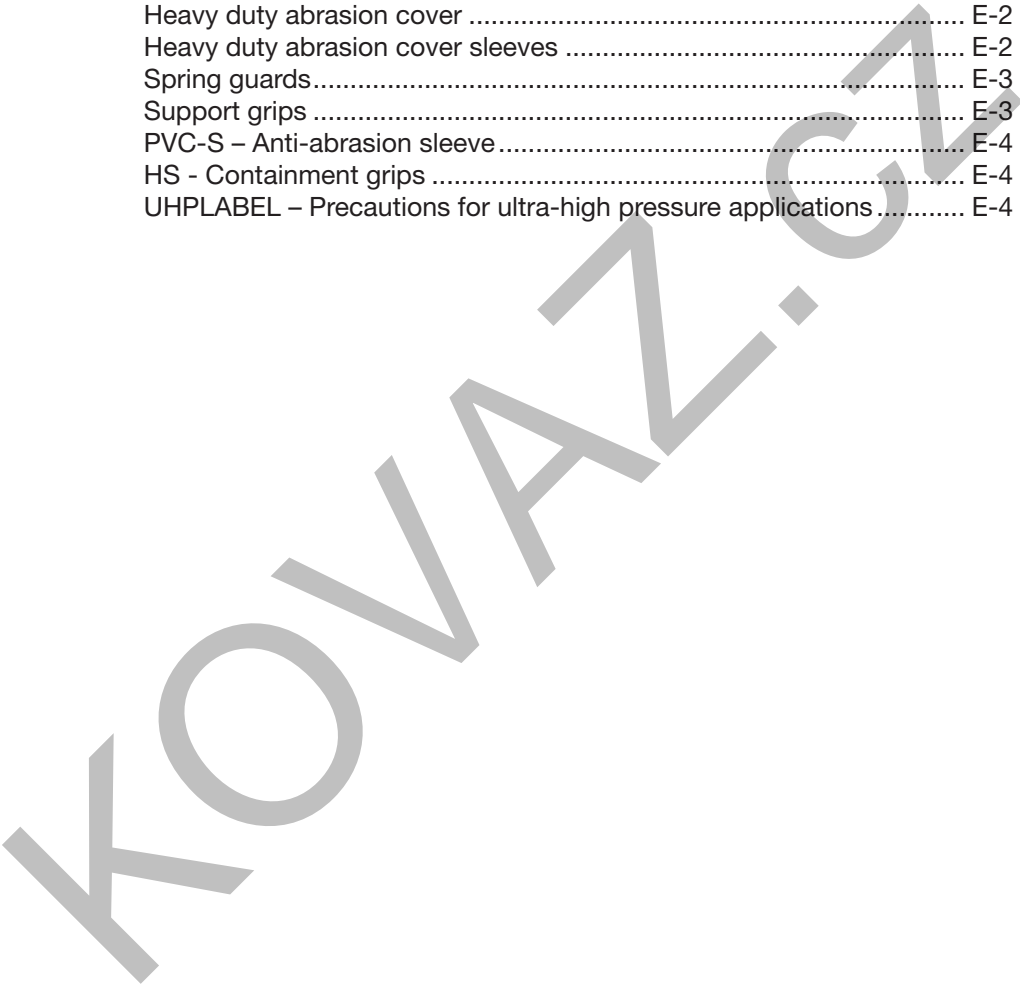 Heavy duty abrasion cover ........................................................... E-2
Heavy duty abrasion cover sleeves ................................................ E-2
Spring guards.............................................................................. E-3
Support grips .............................................................................. E-3
PVC-S – Anti-abrasion sleeve........................................................ E-4
HS - Containment grips ................................................................ E-4
UHPLABEL – Precautions for ultra-high pressure applications............ E-4
KOVAZ.CZ